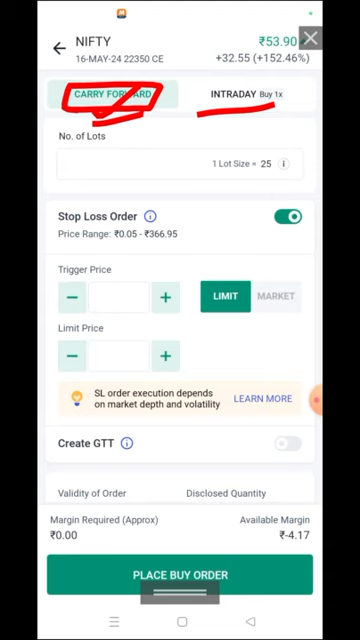 NIFTY
₹53.90
16-MAY-24 22350 CE
+32.55 (+152.46%)
CARRY FORWARD
INTRADAY Buy 1x
No. of Lots
1 Lot Size = 25
Stop Loss Order
Price Range: ₹0.05 - ₹366.95
Trigger Price
LIMIT
MARKET
Limit Price
SL order execution depends
on market depth and volatility
LEARN MORE
Create GTT
Validity of Order
Disclosed Quantity
Margin Required (Approx)
Available Margin
₹0.00
₹-4.17
PLACE BUY ORDER